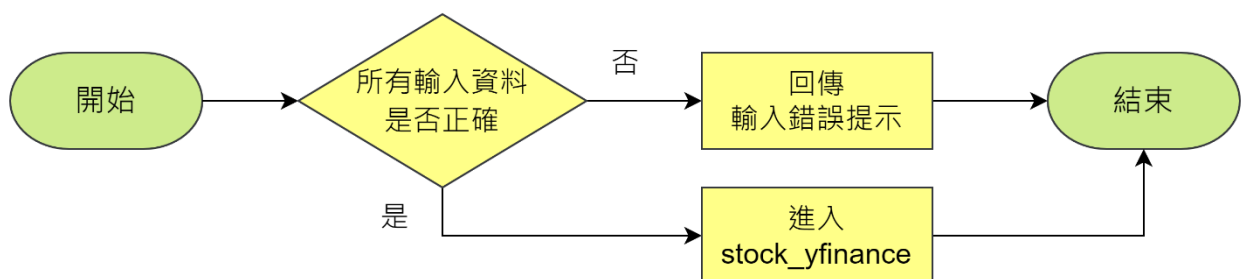 開始
所有輸入資料
是否正確
否
回傳
輸入錯誤提示
結束
是
進入
stock_yfinance